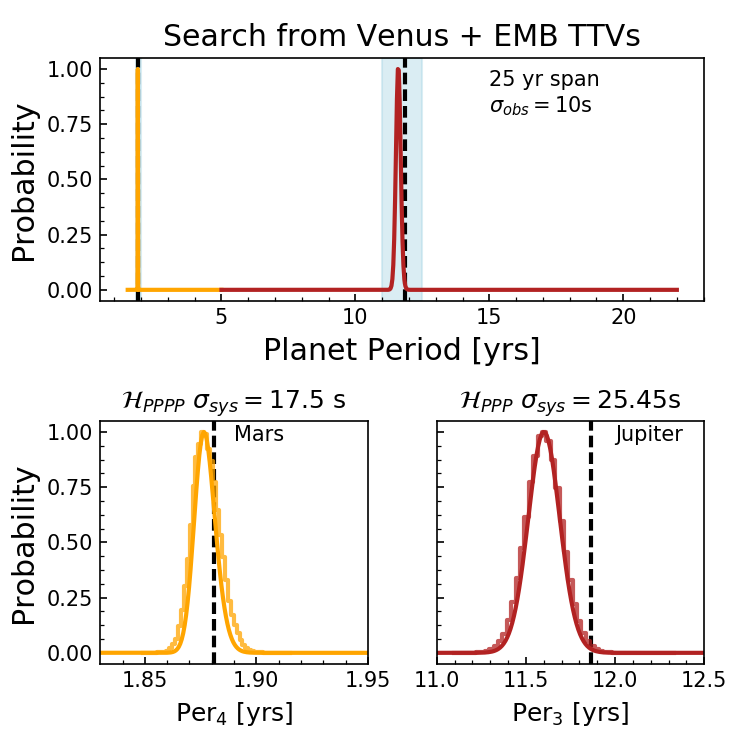 Search from Venus + EMB TTVs
Probability
1.00
0.75
0.50
0.25
0.00
25 yr span
σ_obs = 10s
5 10 15 20
Planet Period [yrs]
ℋ_PPPP σ_sys = 17.5 s
Probability
1.00
0.75
0.50
0.25
0.00
Mars
1.85 1.90 1.95
Per₄ [yrs]
ℋ_PPP σ_sys = 25.45s
Jupiter
11.0 11.5 12.0 12.5
Per₃ [yrs]